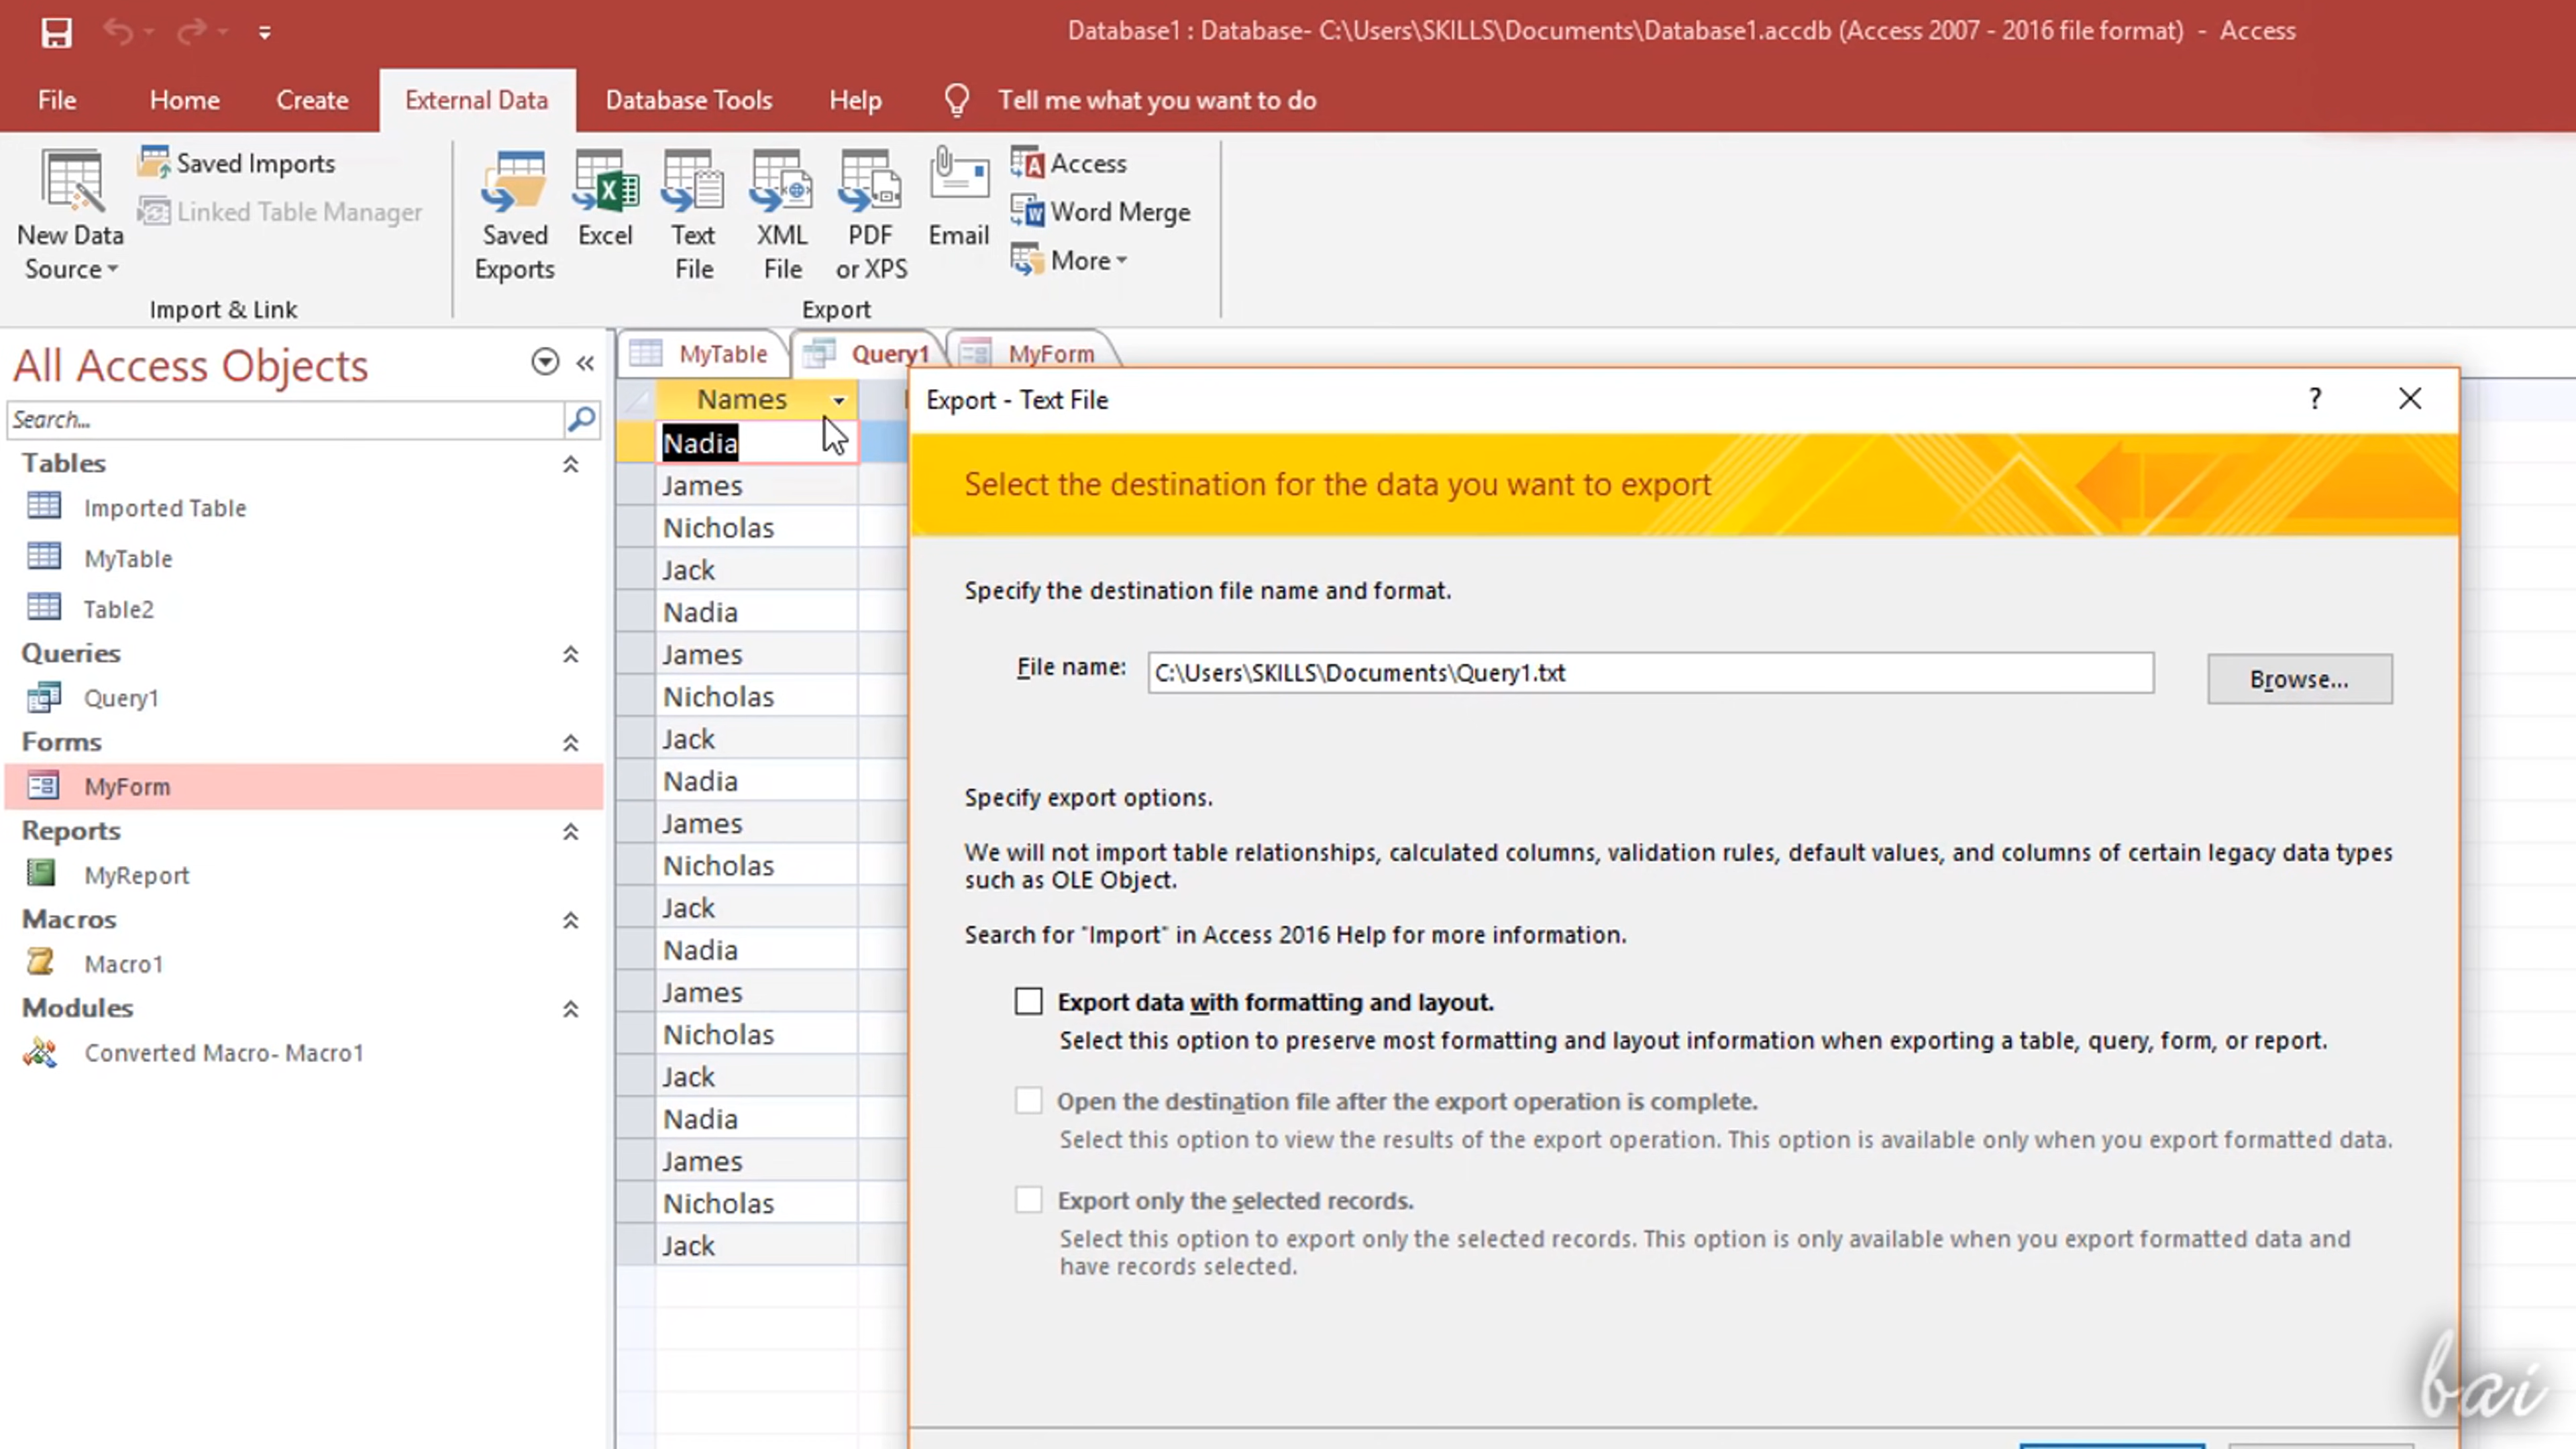 Database1 : Database- C:\Users\SKILLS\Documents\Database1.accdb (Access 2007 - 2016 file format) - Access
File Home Create External Data Database Tools Help Tell me what you want to do
New Data Source
Saved Imports
Linked Table Manager
Import & Link
Saved Exports
Excel
Text File
XML File
PDF or XPS
Email
Access
Word Merge
More
Export
All Access Objects
Search...
Tables
Imported Table
MyTable
Table2
Queries
Query1
Forms
MyForm
Reports
MyReport
Macros
Macro1
Modules
Converted Macro- Macro1
MyTable Query1 MyForm
Names
Nadia
James
Nicholas
Jack
Nadia
James
Nicholas
Jack
Nadia
James
Nicholas
Jack
Nadia
James
Nicholas
Jack
Nadia
James
Nicholas
Jack
Export - Text File
?
Select the destination for the data you want to export
Specify the destination file name and format.
File name: C:\Users\SKILLS\Documents\Query1.txt Browse...
Specify export options.
We will not import table relationships, calculated columns, validation rules, default values, and columns of certain legacy data types
such as OLE Object.
Search for "Import" in Access 2016 Help for more information.
Export data with formatting and layout.
Select this option to preserve most formatting and layout information when exporting a table, query, form, or report.
Open the destination file after the export operation is complete.
Select this option to view the results of the export operation. This option is available only when you export formatted data.
Export only the selected records.
Select this option to export only the selected records. This option is only available when you export formatted data and
have records selected.
bai